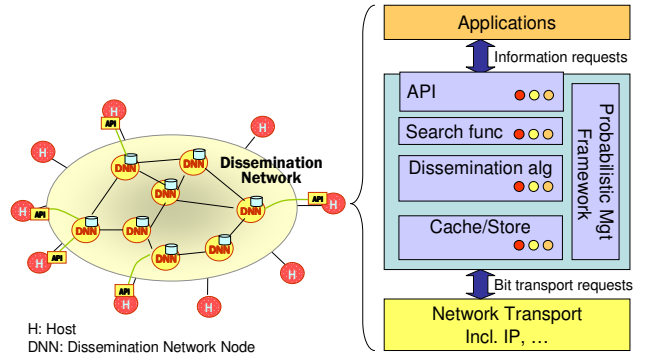 Applications
Information requests
API
Search func
Dissemination alg
Cache/Store
Probabilistic Mgt
Framework
Bit transport requests
Network Transport
Incl. IP, …
H
API
H
H
Dissemination
Network
DNN
DNN
DNN
DNN
DNN
DNN
DNN
DNN
H
API
API
H
API
H
API
H
H
H: Host
DNN: Dissemination Network Node